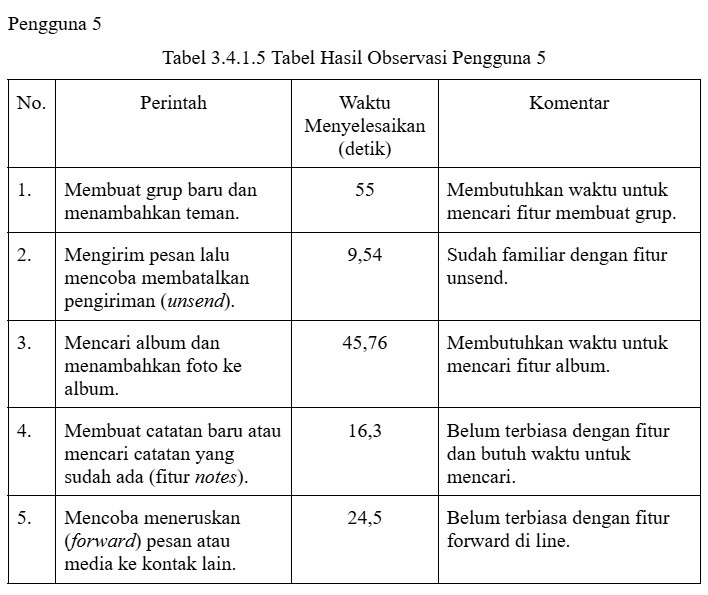 Pengguna 5
Tabel 3.4.1.5 Tabel Hasil Observasi Pengguna 5
No.
Perintah
Waktu
Menyelesaikan
(detik)
Komentar
1.
Membuat grup baru dan
menambahkan teman.
55
Membutuhkan waktu untuk
mencari fitur membuat grup.
2.
Mengirim pesan lalu
mencoba membatalkan
pengiriman (unsend).
9,54
Sudah familiar dengan fitur
unsend.
3.
Mencari album dan
menambahkan foto ke
album.
45,76
Membutuhkan waktu untuk
mencari fitur album.
4.
Membuat catatan baru atau
mencari catatan yang
sudah ada (fitur notes).
16,3
Belum terbiasa dengan fitur
dan butuh waktu untuk
mencari.
5.
Mencoba meneruskan
(forward) pesan atau
media ke kontak lain.
24,5
Belum terbiasa dengan fitur
forward di line.